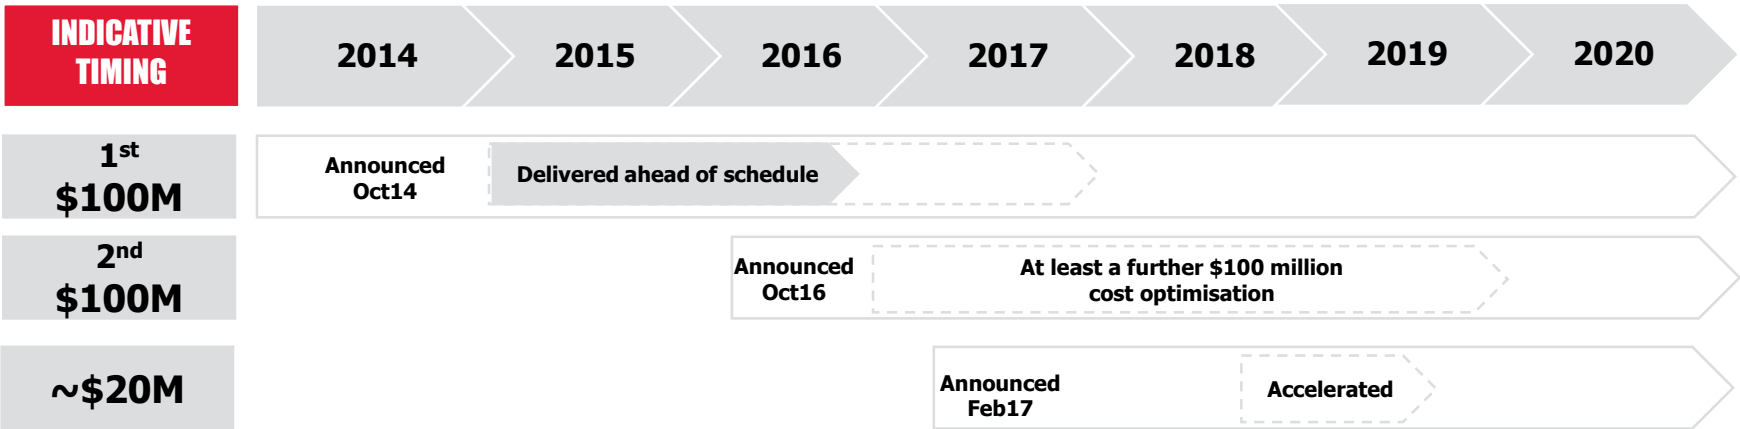 INDICATIVE
TIMING
2014
2015
2016
2017
2018
2019
2020
1st
$100M
Announced
Oct14
Delivered ahead of schedule
2nd
$100M
Announced
Oct16
At least a further $100 million
cost optimisation
~$20M
Announced
Feb17
Accelerated